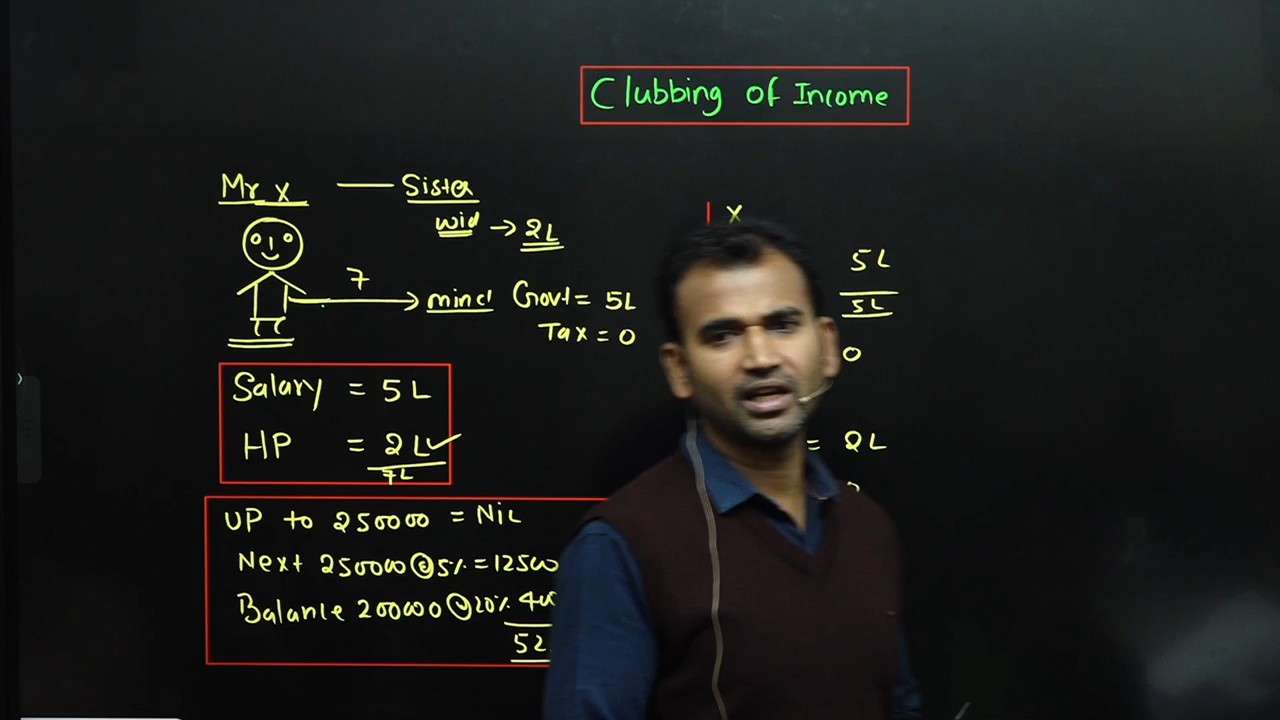 Clubbing of Income
Mr X — Sister
wid → 2L
7
mind Govt = 5L
Tax = 0
Salary = 5L
HP = 2L ✓
7L
UP to 250000 = NiL
Next 250000 @ 5% = 12500
Balance 200000 @ 20%
52
X
5L
5L
0
= 2L